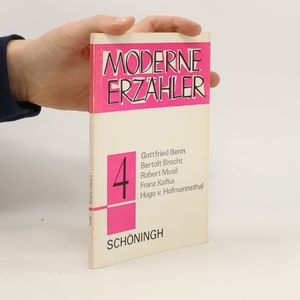 MODERNE
ERZÄHLER
4
Gottfried Benn
Bertolt Brecht
Robert Musil
Franz Kafka
Hugo v. Hofmannsthal
SCHÖNINGH